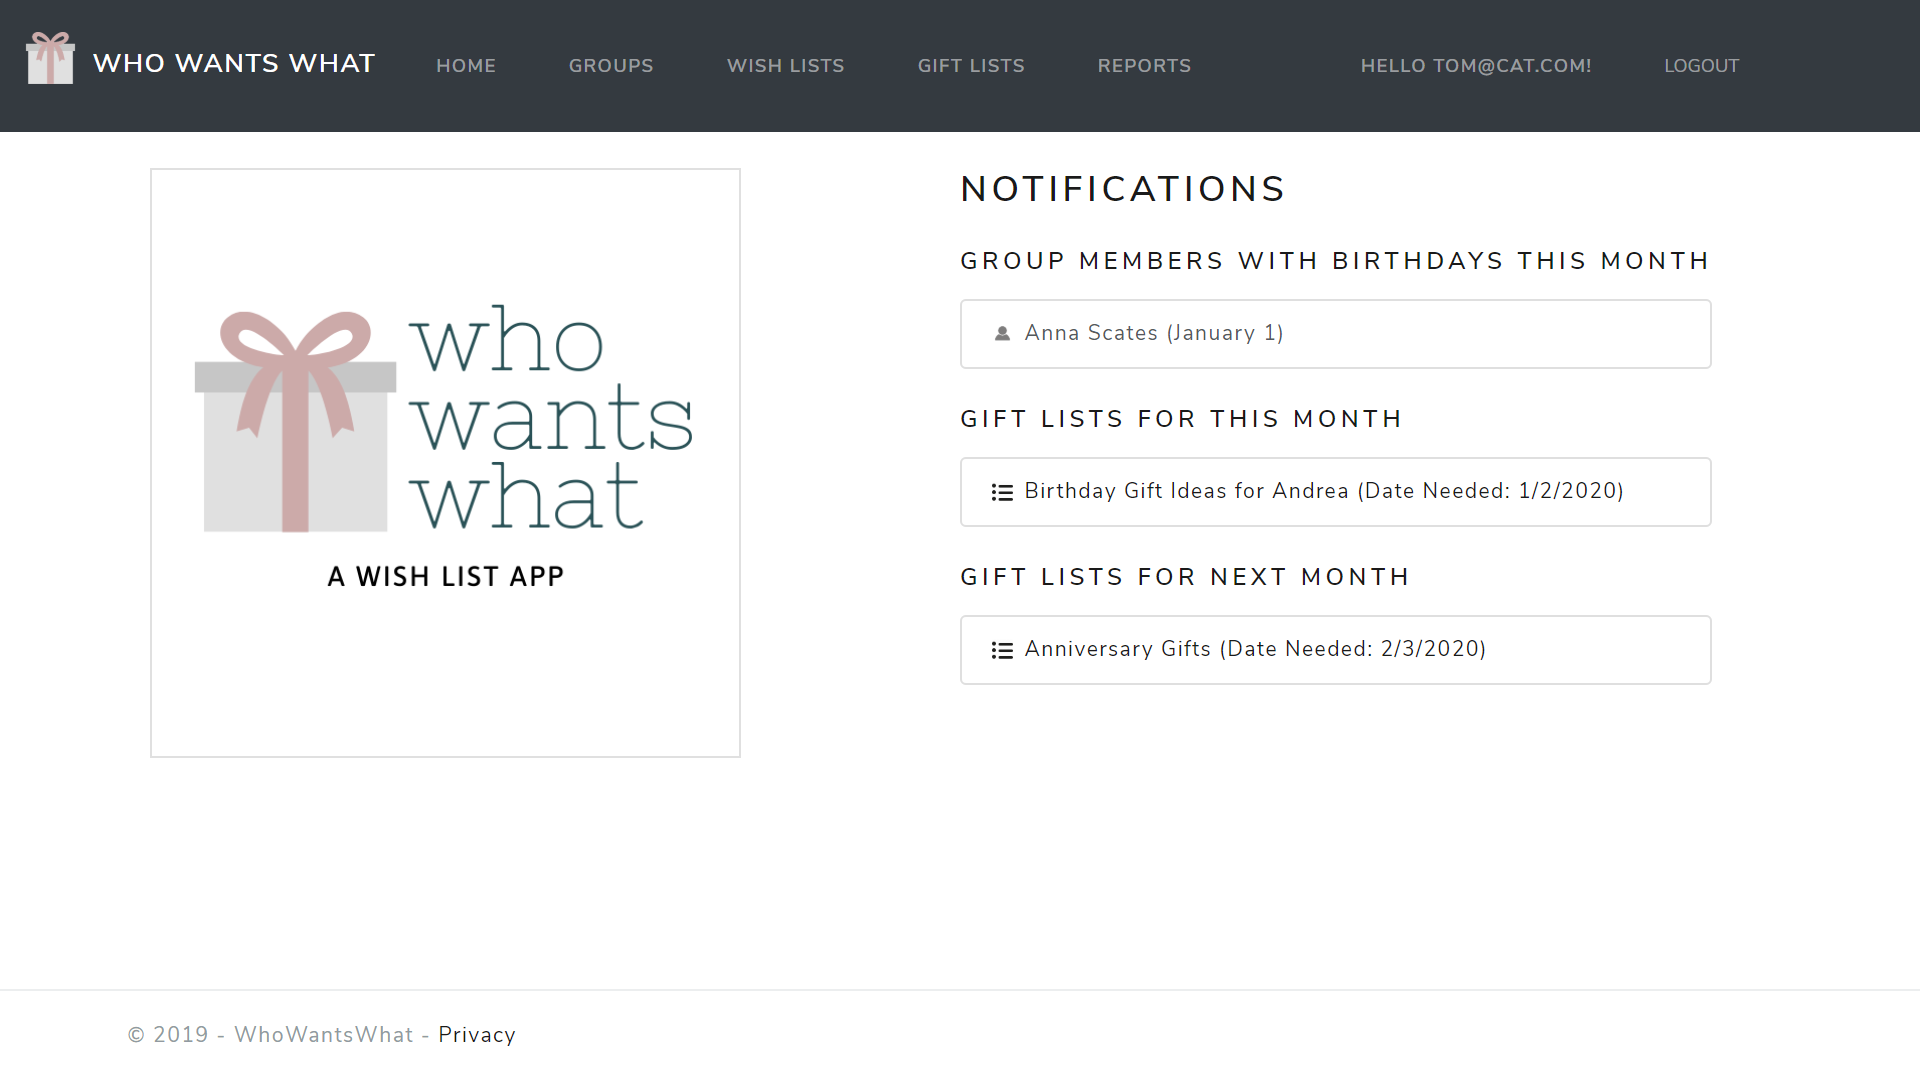 WHO WANTS WHAT HOME GROUPS WISH LISTS GIFT LISTS REPORTS HELLO TOM@CAT.COM! LOGOUT
who
wants
what
A WISH LIST APP
NOTIFICATIONS
GROUP MEMBERS WITH BIRTHDAYS THIS MONTH
Anna Scates (January 1)
GIFT LISTS FOR THIS MONTH
Birthday Gift Ideas for Andrea (Date Needed: 1/2/2020)
GIFT LISTS FOR NEXT MONTH
Anniversary Gifts (Date Needed: 2/3/2020)
© 2019 - WhoWantsWhat - Privacy